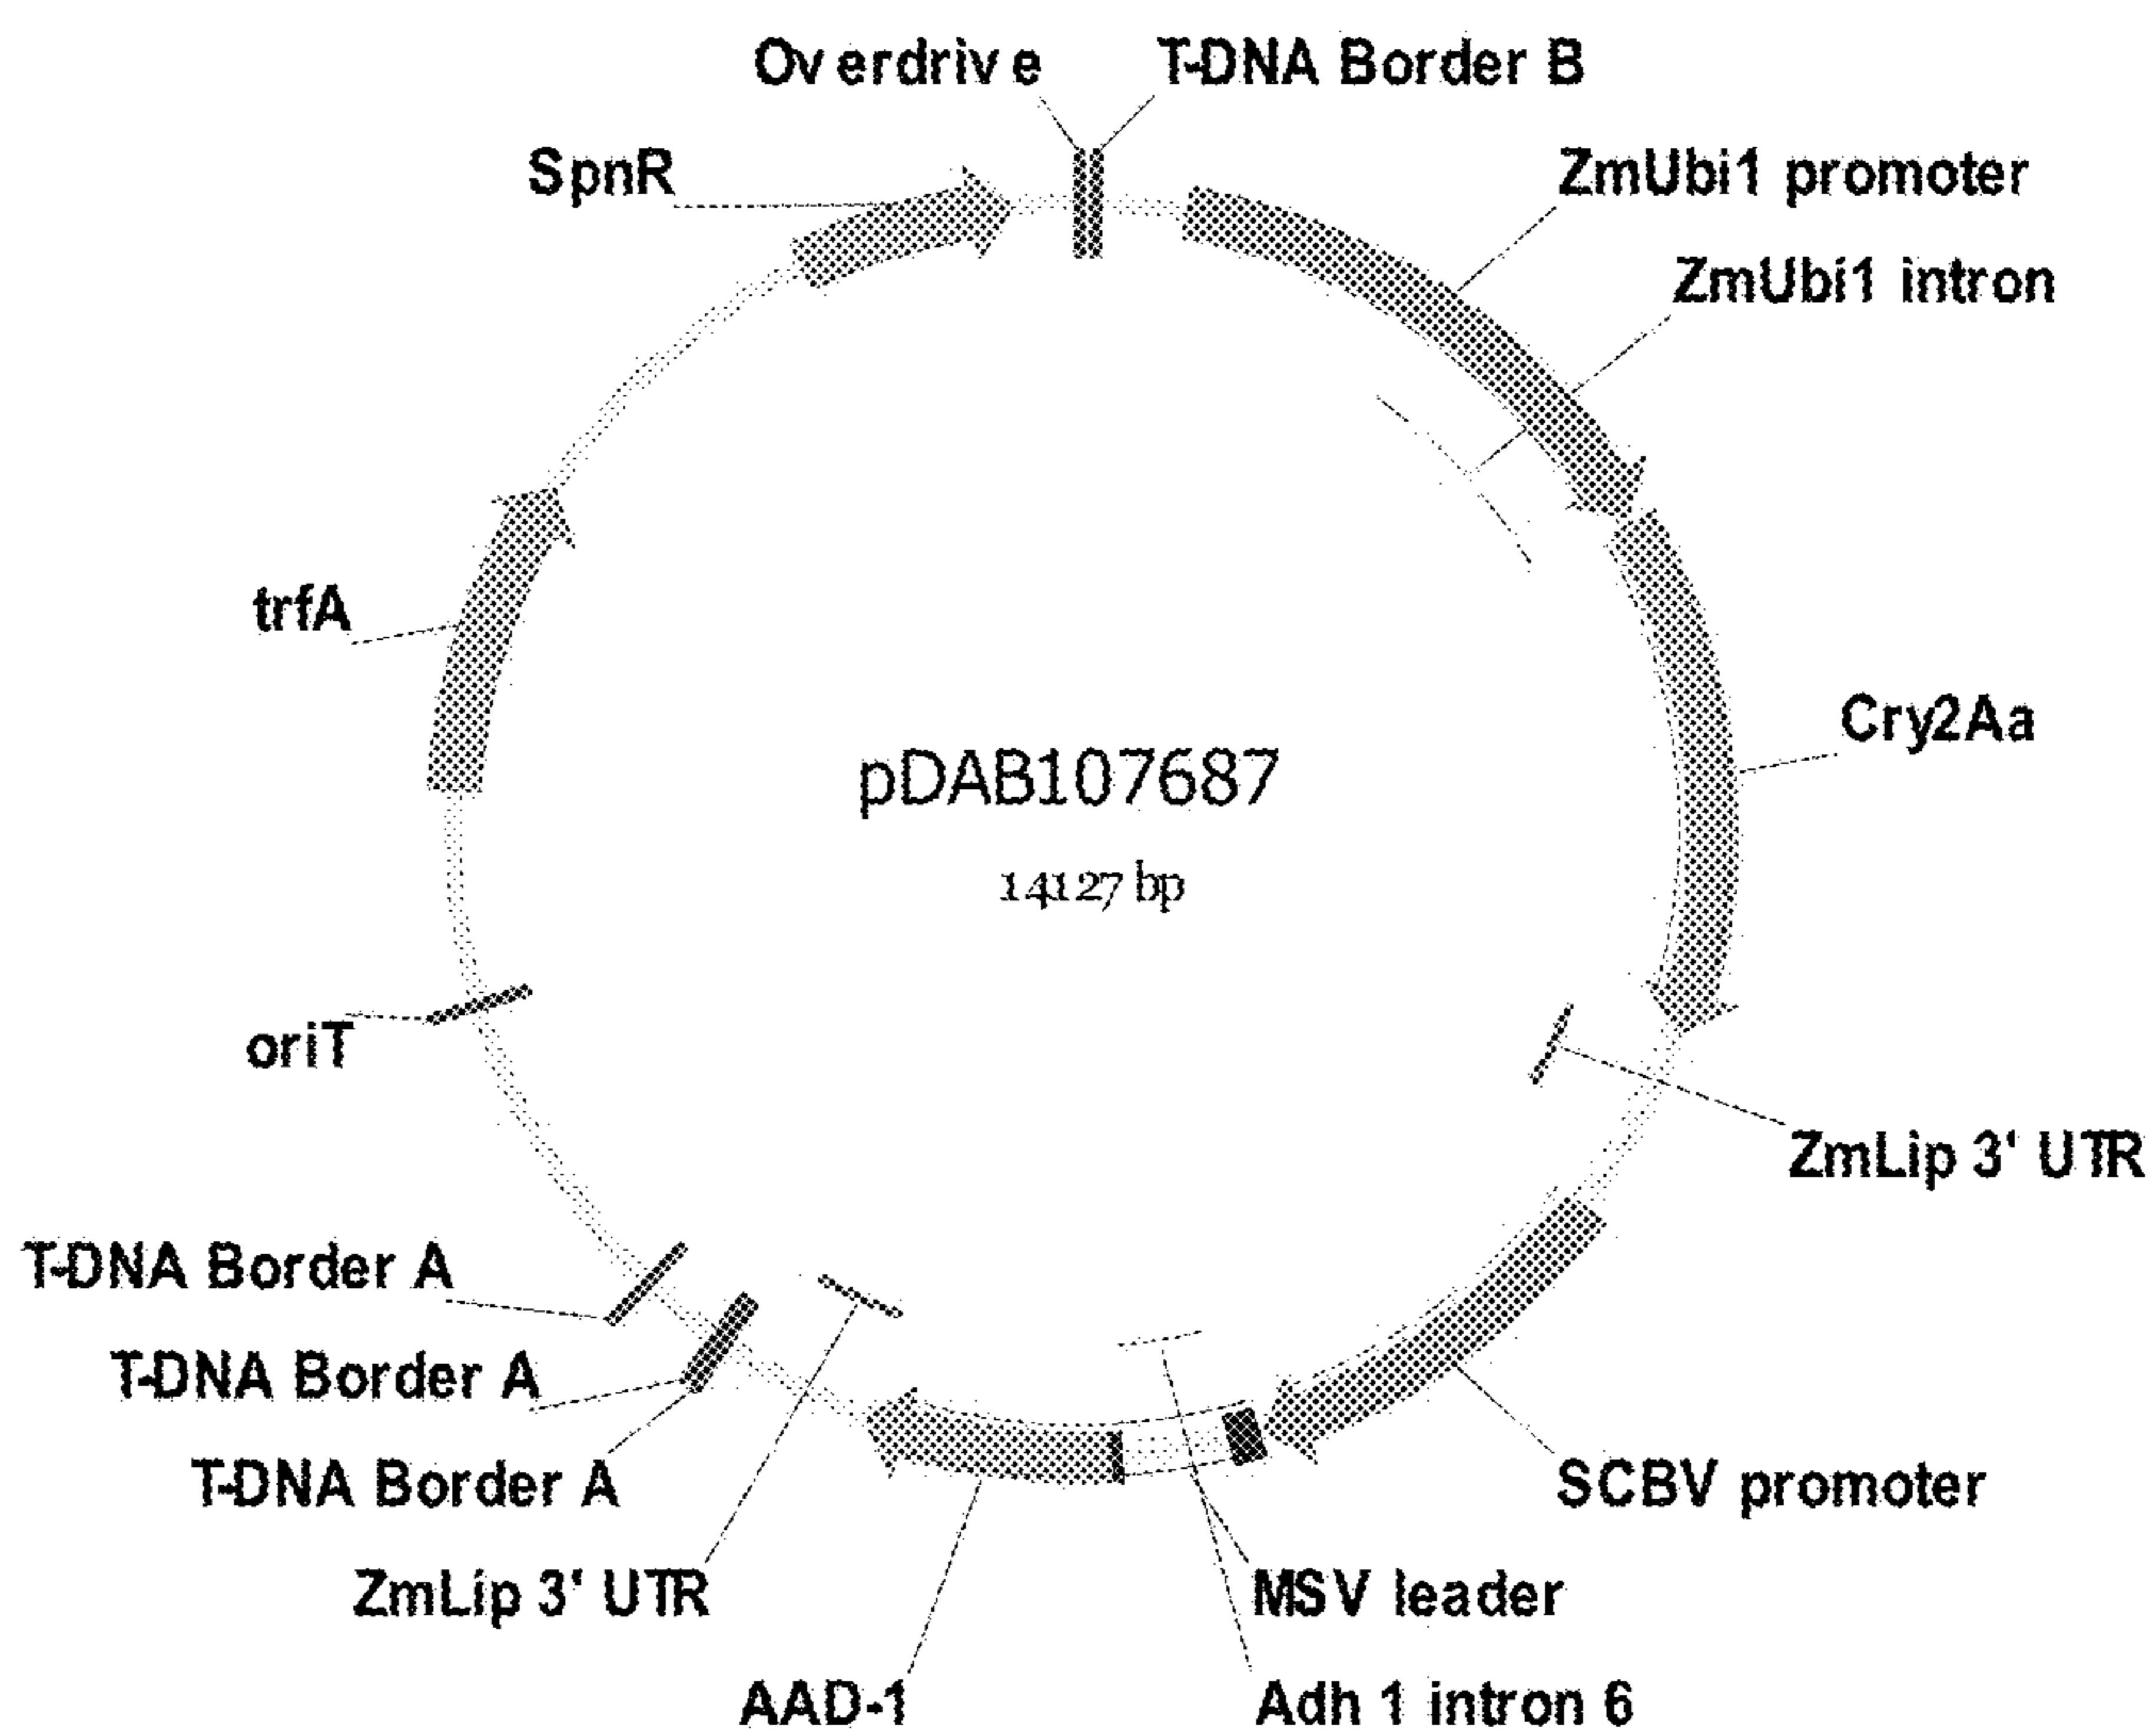 Overdrive
T-DNA Border B
SpnR
ZmUbi1 promoter
ZmUbi1 intron
trfA
Cry2Aa
pDAB107687
14127 bp
oriT
ZmLip 3' UTR
T-DNA Border A
T-DNA Border A
T-DNA Border A
SCBV promoter
ZmLip 3' UTR
MSV leader
AAD-1
Adh 1 intron 6